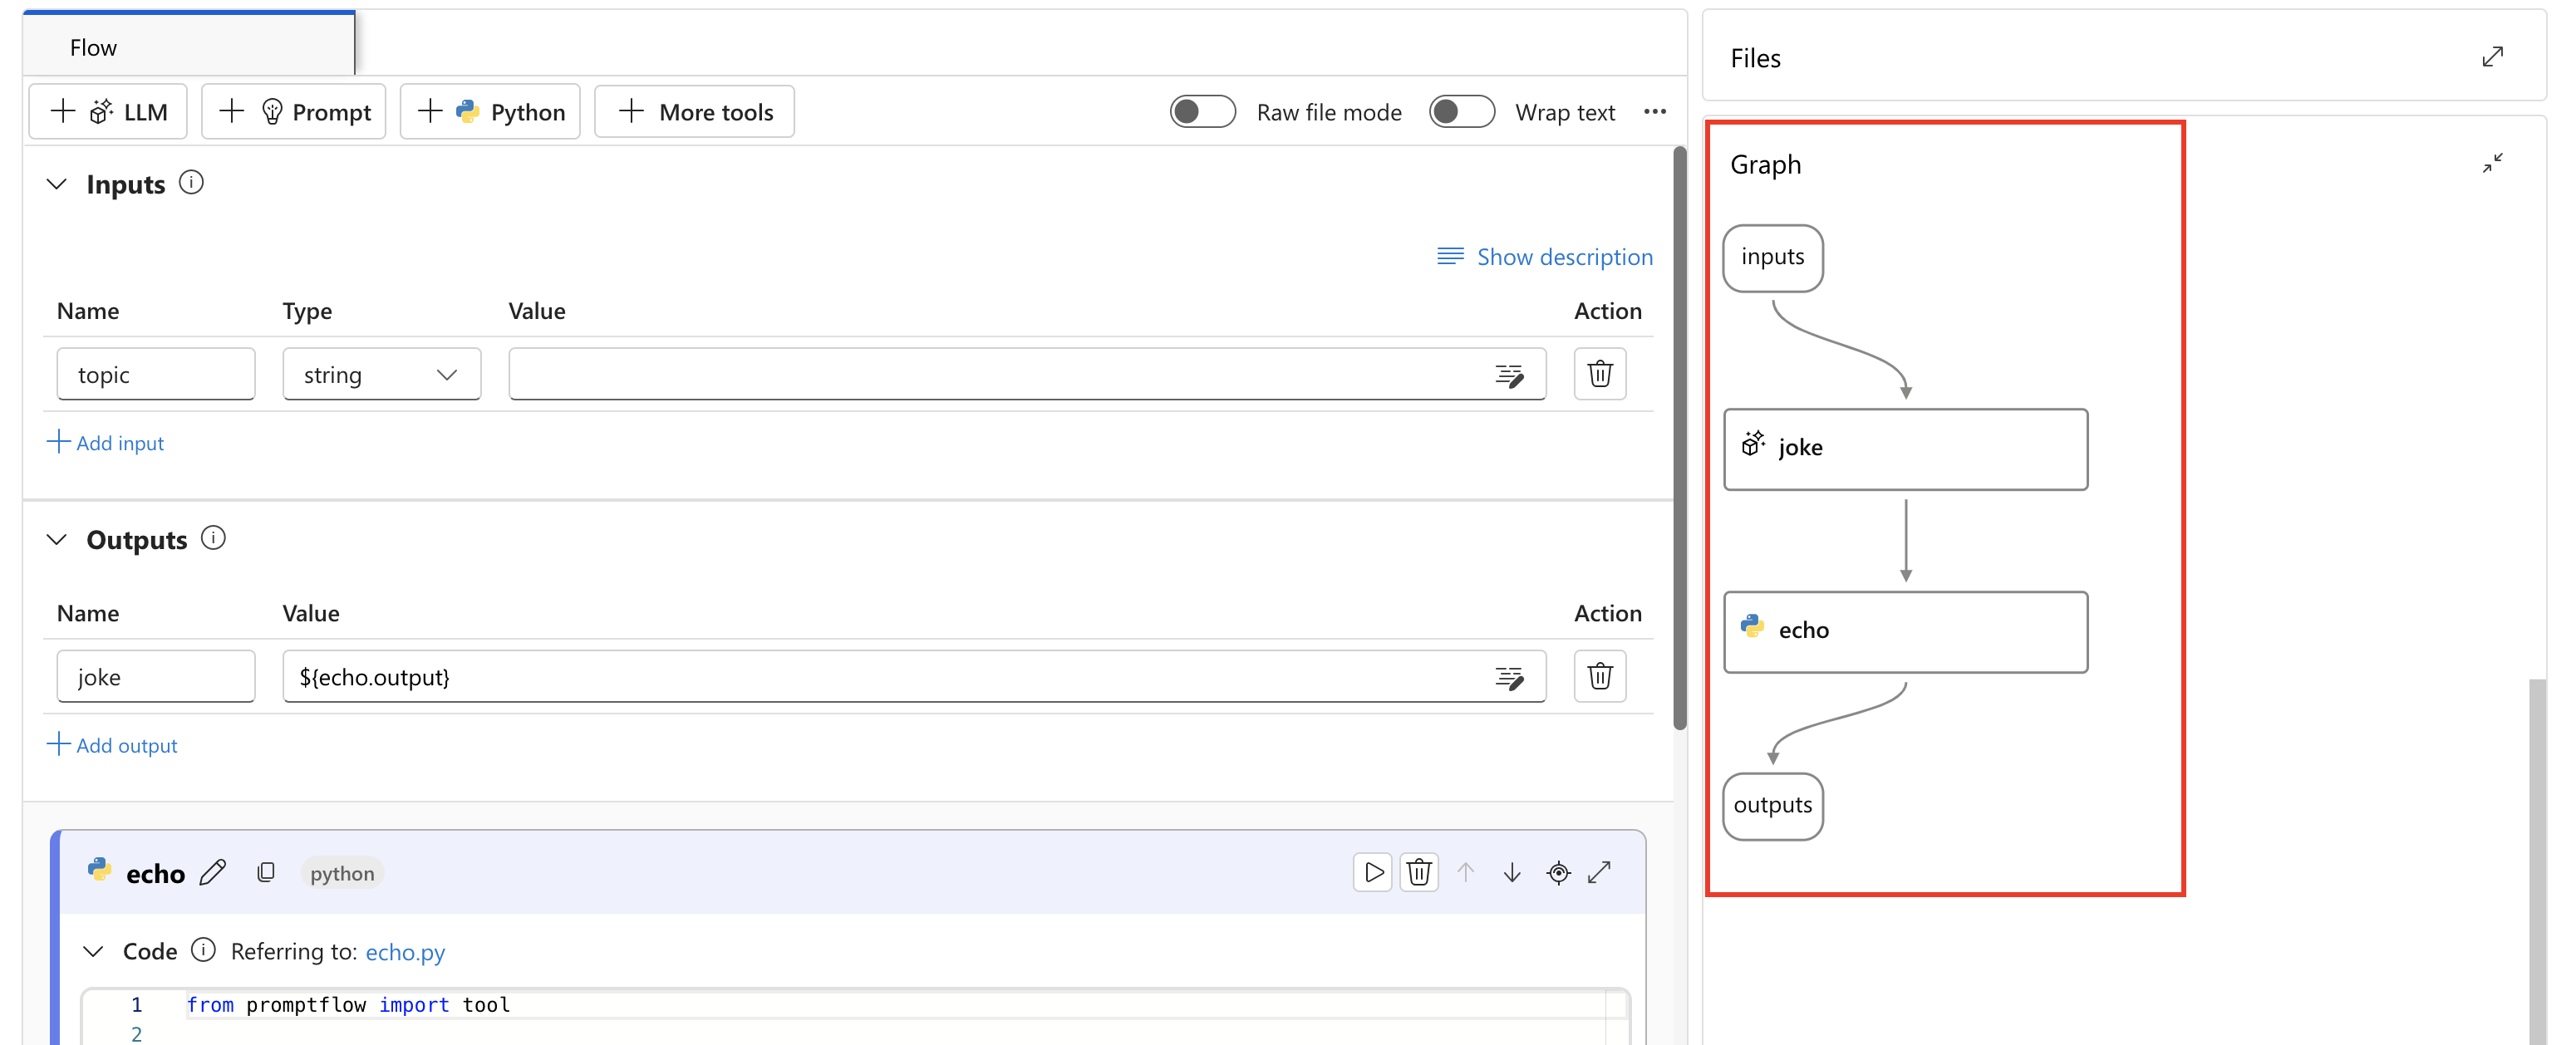 Flow
LLM
Prompt
Python
More tools
Raw file mode
Wrap text
Inputs
Show description
Name Type Value Action
topic string
Add input
Outputs
Name Value Action
joke ${echo.output}
Add output
echo python
Code Referring to: echo.py
1 from promptflow import tool
2
Files
Graph
inputs
joke
echo
outputs